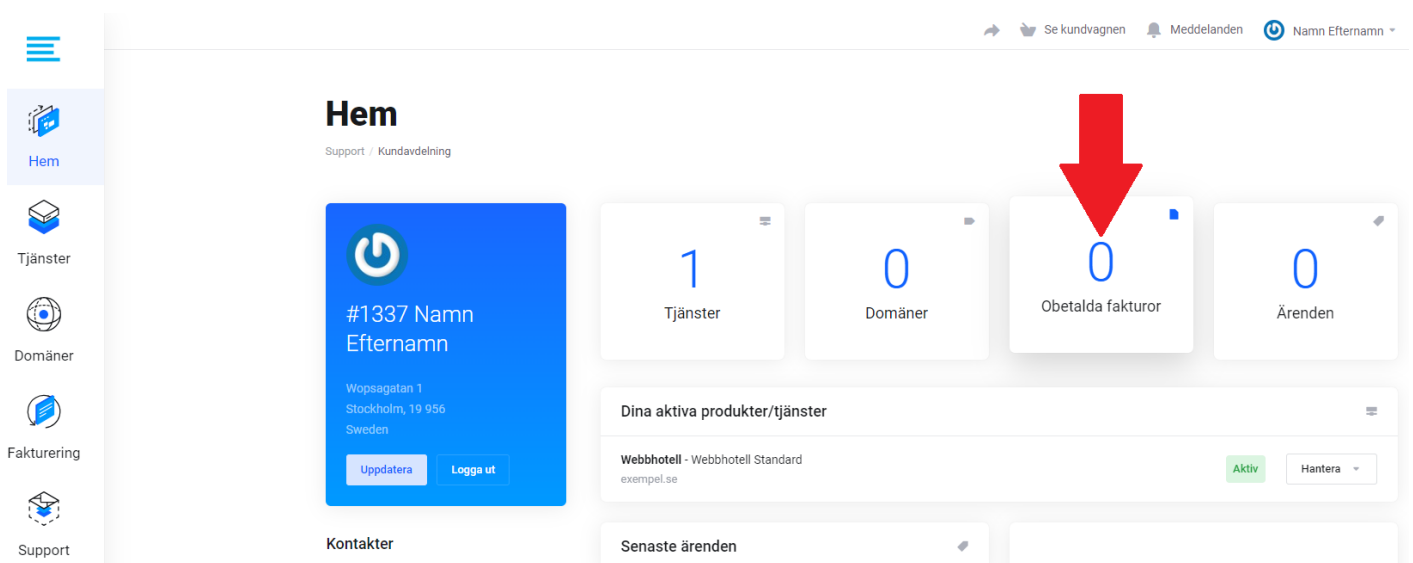 Se kundvagnen
Meddelanden
Namn Efternamn
Hem
Tjänster
Domäner
Fakturering
Support
Hem
Support / Kundavdelning
#1337 Namn
Efternamn
Wopsagatan 1
Stockholm, 19 956
Sweden
Uppdatera
Logga ut
Kontakter
1
Tjänster
0
Domäner
0
Obetalda fakturor
0
Ärenden
Dina aktiva produkter/tjänster
Webbhotell - Webbhotell Standard
exempel.se
Aktiv
Hantera
Senaste ärenden